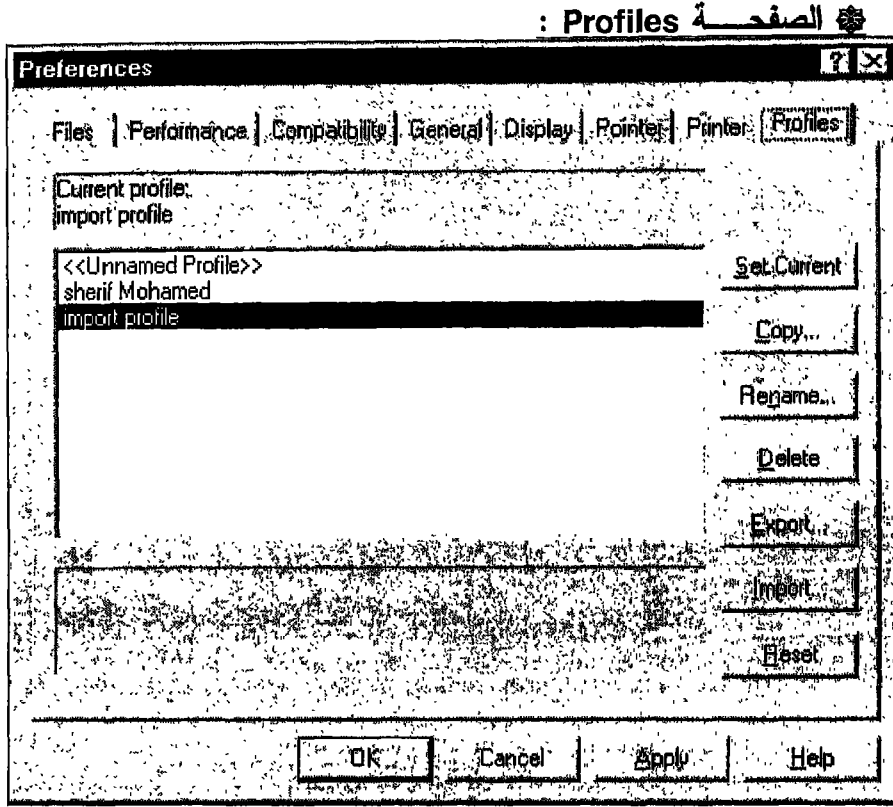 الصفحة Profiles :
Preferences
Files Performance Compatibility General Display Pointer Printer Profiles
Current profile:
import profile
<<Unnamed Profile>>
sherif Mohamed
import profile
Set Current
Copy...
Rename...
Delete
Export...
Import...
Reset
OK Cancel Apply Help